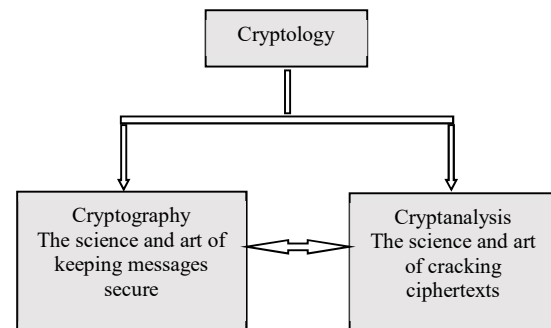 Cryptology
Cryptography
The science and art of
keeping messages
secure
Cryptanalysis
The science and art
of cracking
ciphertexts